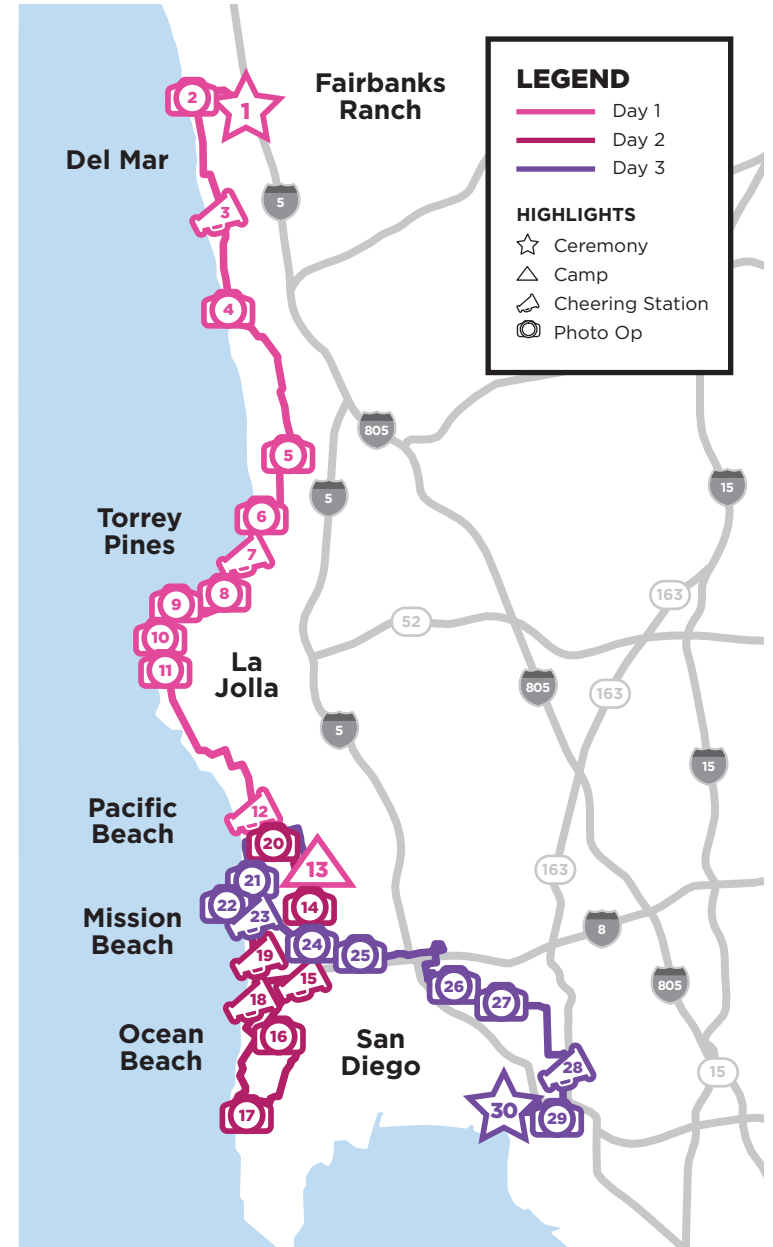 Fairbanks
Ranch
LEGEND
Day 1
Day 2
Day 3
HIGHLIGHTS
Ceremony
Camp
Cheering Station
Photo Op
2
1
Del Mar
5
3
4
805
5
5
15
6
Torrey
Pines
7
8
9
163
10
52
11
La
Jolla
805
163
5
15
Pacific
Beach
12
20
13
163
21
14
22
23
Mission
Beach
8
24
19
25
15
805
26
18
27
16
Ocean
Beach
San
Diego
28
15
17
30
29